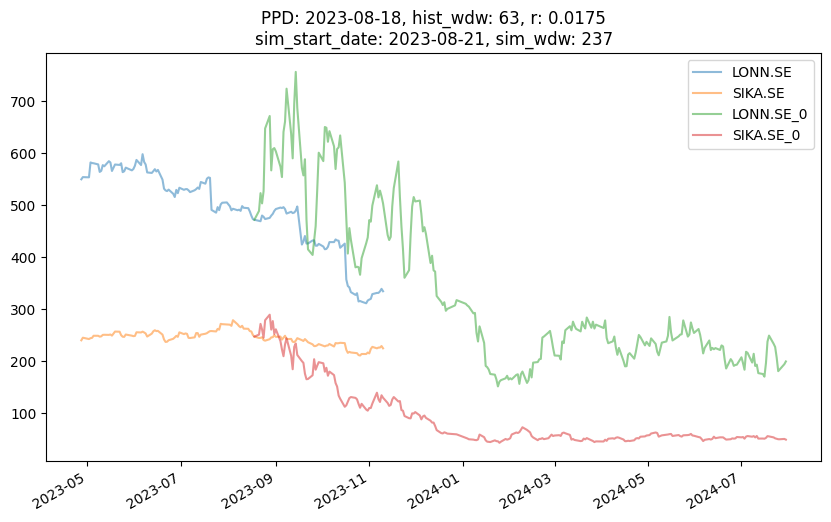 PPD: 2023-08-18, hist_wdw: 63, r: 0.0175
sim_start_date: 2023-08-21, sim_wdw: 237
LONN.SE
SIKA.SE
LONN.SE_0
SIKA.SE_0
700
600
500
400
300
200
100
2023-05
2023-07
2023-09
2023-11
2024-01
2024-03
2024-05
2024-07